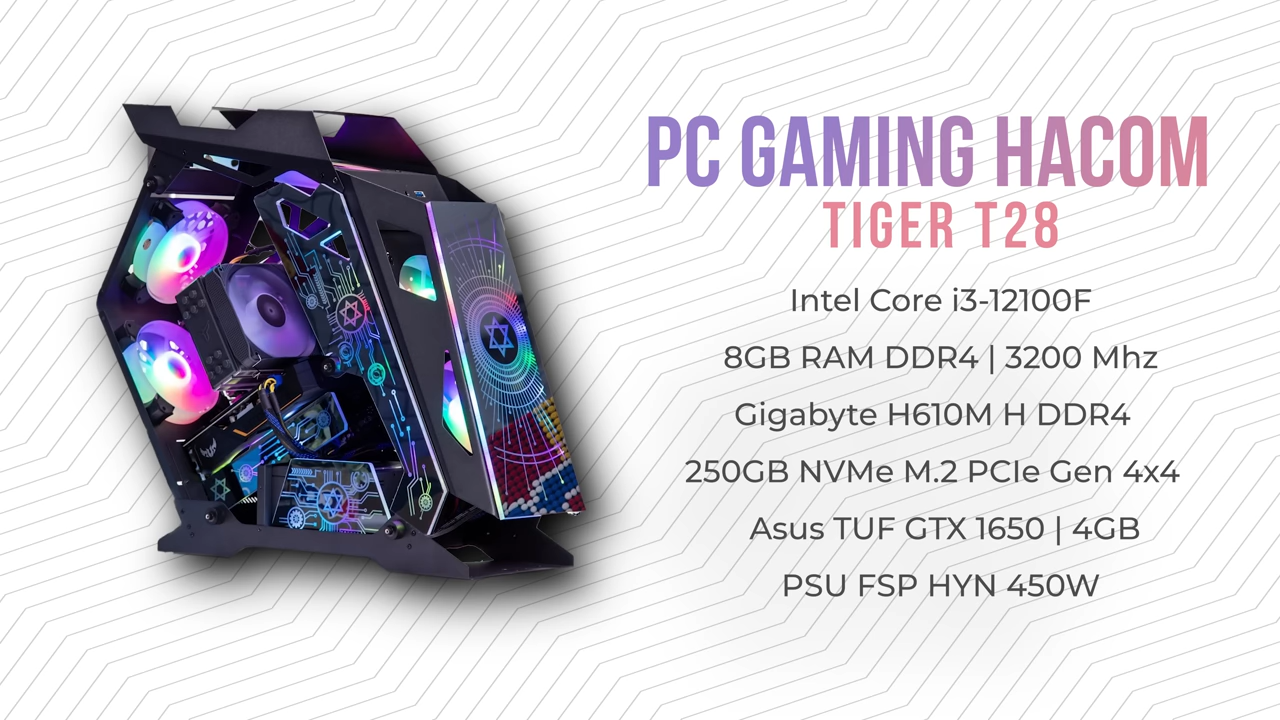 PC GAMING HACOM
TIGER T28
Intel Core i3-12100F
8GB RAM DDR4 | 3200 Mhz
Gigabyte H610M H DDR4
250GB NVMe M.2 PCIe Gen 4x4
Asus TUF GTX 1650 | 4GB
PSU FSP HYN 450W